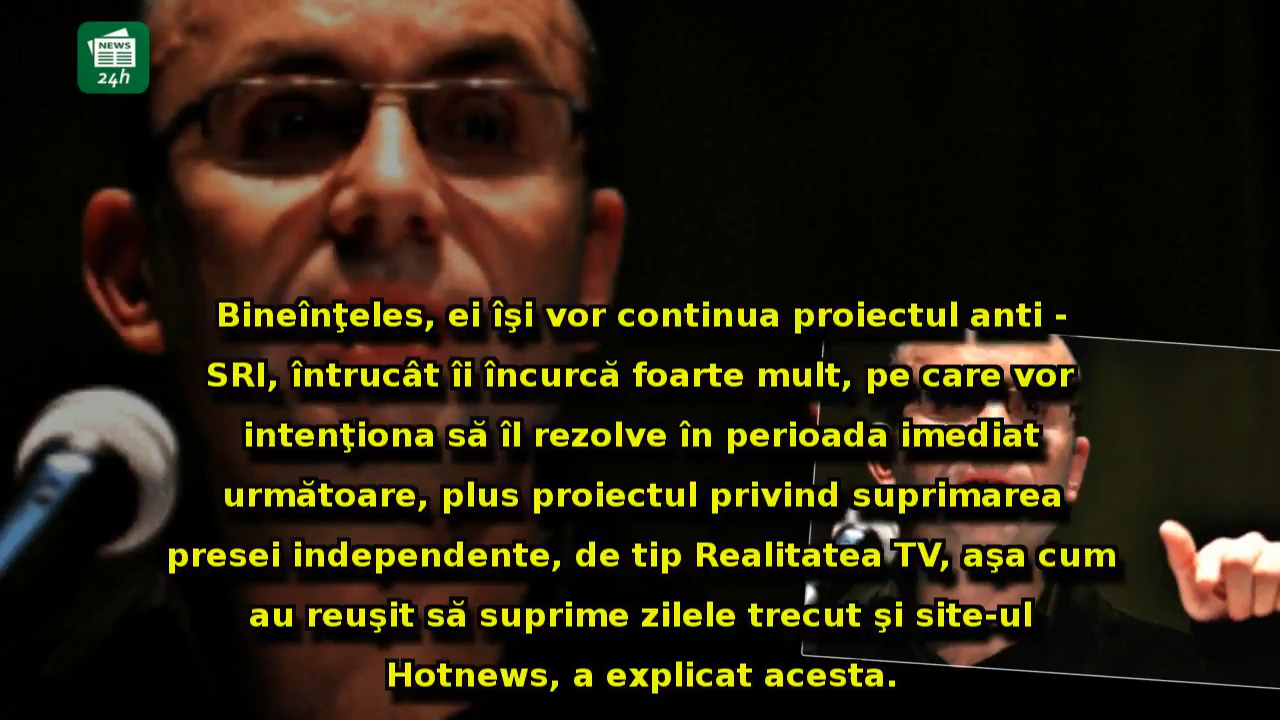 NEWS
24h
Bineînţeles, ei îşi vor continua proiectul anti -
SRI, întrucât îi încurcă foarte mult, pe care vor
intenţiona să îl rezolve în perioada imediat
următoare, plus proiectul privind suprimarea
presei independente, de tip Realitatea TV, aşa cum
au reuşit să suprime zilele trecut şi site-ul
Hotnews, a explicat acesta.